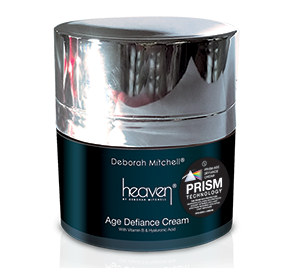 Deborah Mitchell®
heaven®
BY DEBORAH MITCHELL
PRISM
TECHNOLOGY
Age Defiance Cream
With Vitamin B & Hyaluronic Acid